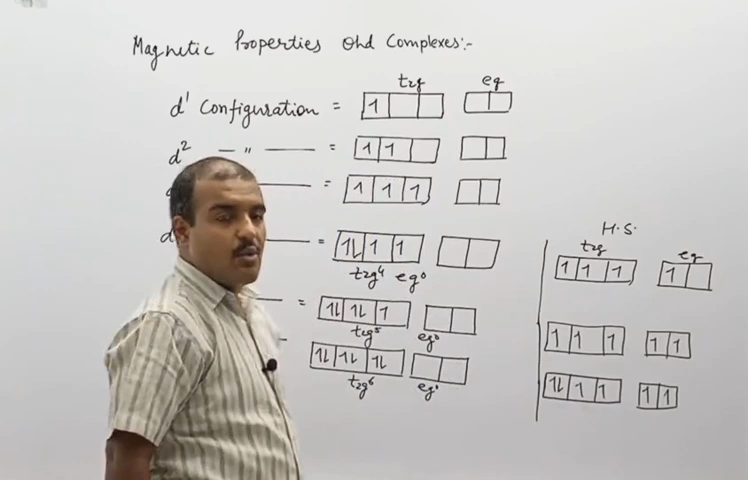 Magnetic Properties Ohd Complexes:-
t2g eg
d¹ Configuration = 1 1
d² — " — = 1 1
= 1 1 1
d = 1L 1 1
t2g⁴ eg⁰
= 1L 1L 1
t2g⁵ eg⁰
1L 1L 1L
t2g⁶ eg⁰
H.S.
t2g eg
1 1 1 1
1 1 1 1 1
1L 1 1 1 1